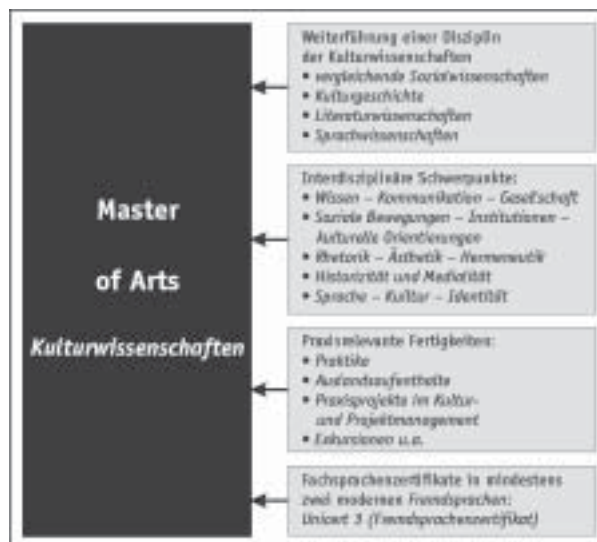 Master
of Arts
Kulturwissenschaften
Weiterführung einer Disziplin
der Kulturwissenschaften
• vergleichende Sozialwissenschaften
• Kulturgeschichte
• Literaturwissenschaften
• Sprachwissenschaften
Interdisziplinäre Schwerpunkte:
• Wissen – Kommunikation – Gesellschaft
• Soziale Bewegungen – Institutionen –
kulturelle Orientierungen
• Rhetorik – Ästhetik – Hermeneutik
• Historizität und Medialität
• Sprache – Kultur – Identität
Praxisrelevante Fertigkeiten:
• Praktika
• Auslandsaufenthalte
• Praxisprojekte im Kultur-
und Projektmanagement
• Exkursionen u.a.
Fachsprachenzertifikate in mindestens
zwei modernen Fremdsprachen:
Unicert 3 (Fremdsprachenzertifikat)